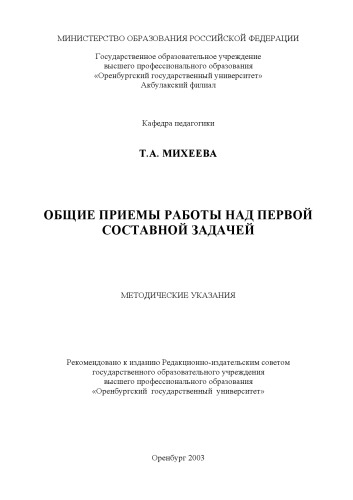 МИНИСТЕРСТВО ОБРАЗОВАНИЯ РОССИЙСКОЙ ФЕДЕРАЦИИ
Государственное образовательное учреждение
высшего профессионального образования
«Оренбургский государственный университет»
Акбулакский филиал
Кафедра педагогики
Т.А. МИХЕЕВА
ОБЩИЕ ПРИЕМЫ РАБОТЫ НАД ПЕРВОЙ
СОСТАВНОЙ ЗАДАЧЕЙ
МЕТОДИЧЕСКИЕ УКАЗАНИЯ
Рекомендовано к изданию Редакционно-издательским советом
государственного образовательного учреждения
высшего профессионального образования
«Оренбургский государственный университет»
Оренбург 2003